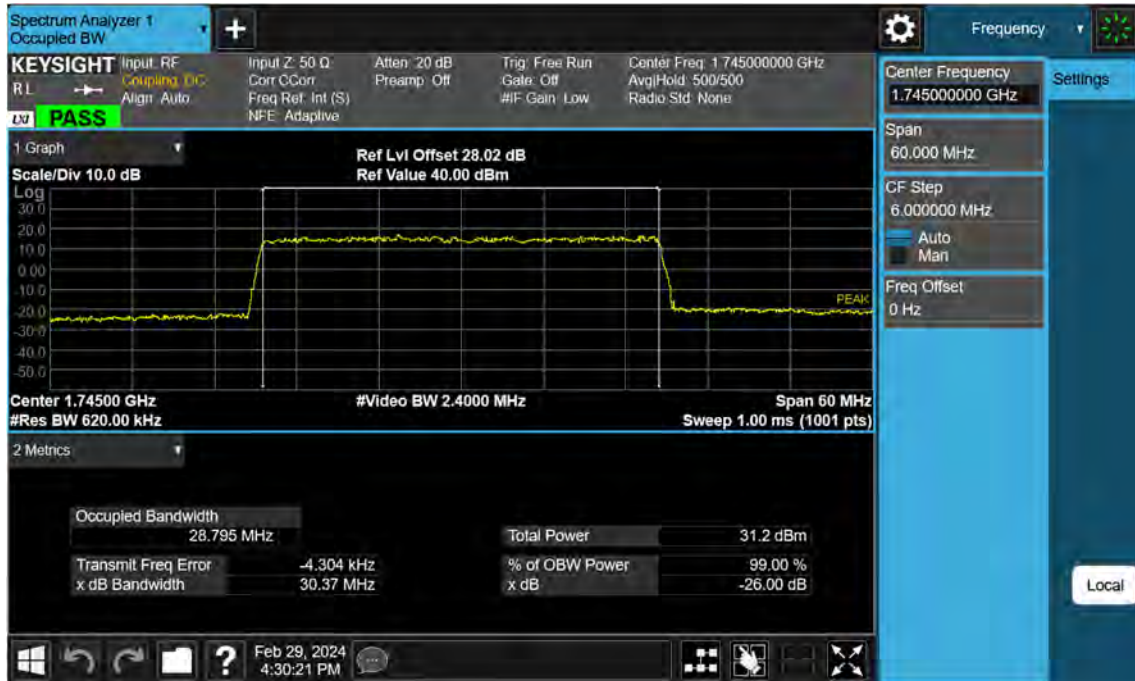 Spectrum Analyzer 1
Occupied BW
+
Frequency
KEYSIGHT
R L
LXI PASS
Input: RF
Coupling: DC
Align: Auto
Input Z: 50 Ω
Corr CCorr
Freq Ref: Int (S)
NFE: Adaptive
Atten: 20 dB
Preamp: Off
Trig: Free Run
Gate: Off
#IF Gain: Low
Center Freq: 1.745000000 GHz
Avg|Hold: 500/500
Radio Std: None
Center Frequency
1.745000000 GHz
Settings
Span
60.000 MHz
CF Step
6.000000 MHz
Auto
Man
Freq Offset
0 Hz
Local
1 Graph
Ref Lvl Offset 28.02 dB
Scale/Div 10.0 dB
Ref Value 40.00 dBm
Log
30.0
20.0
10.0
0.00
-10.0
-20.0
-30.0
-40.0
-50.0
PEAK
Center 1.74500 GHz
#Video BW 2.4000 MHz
Span 60 MHz
#Res BW 620.00 kHz
Sweep 1.00 ms (1001 pts)
2 Metrics
Occupied Bandwidth
28.795 MHz
Total Power 31.2 dBm
Transmit Freq Error -4.304 kHz
% of OBW Power 99.00 %
x dB Bandwidth 30.37 MHz
x dB -26.00 dB
?
Feb 29, 2024
4:30:21 PM